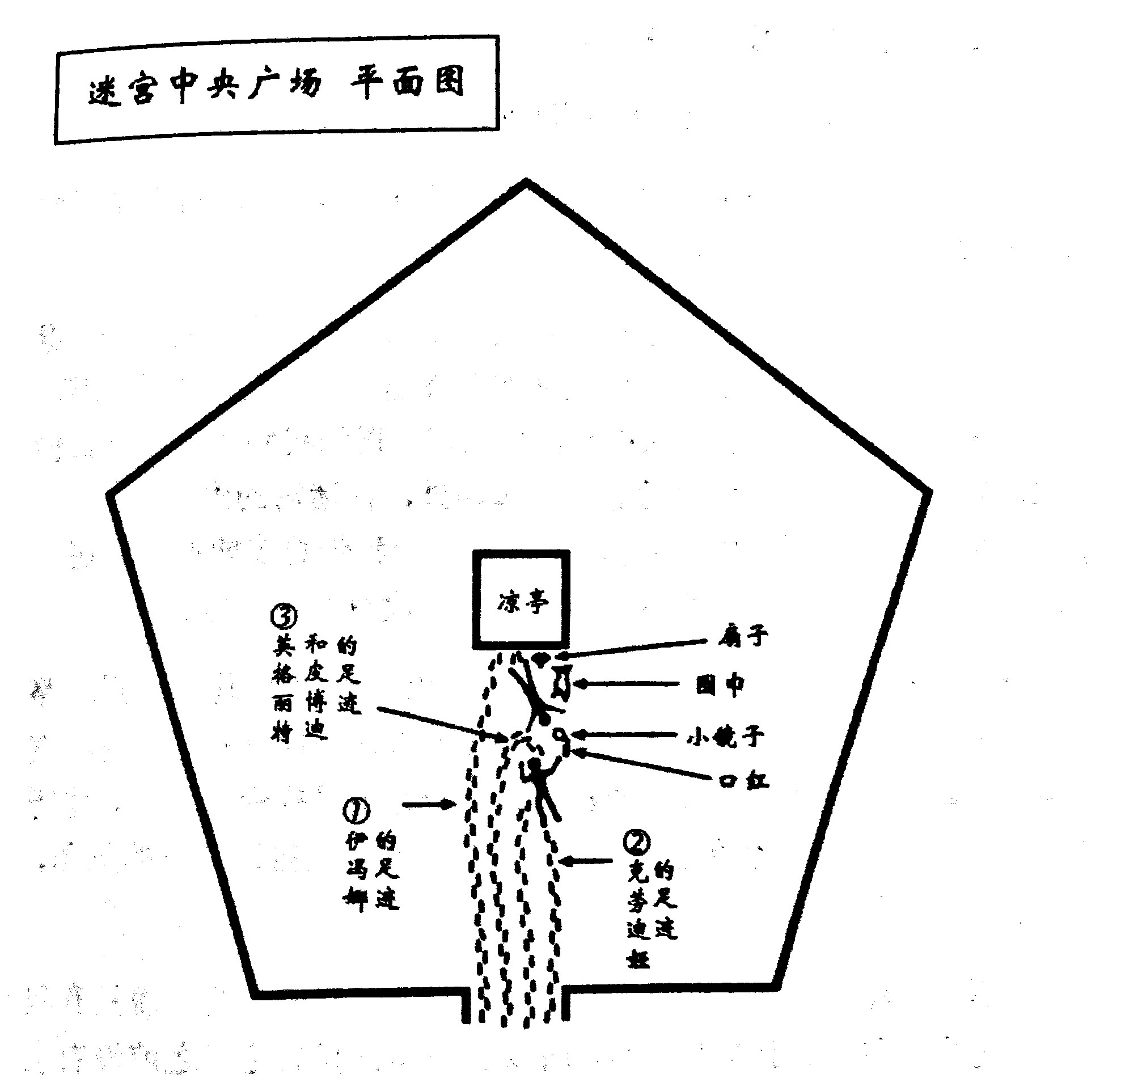 迷宫中央广场 平面图
凉亭
③
英格丽特
和皮博迪
的足迹
扇子
围巾
小镜子
口红
①
伊冯娜
的足迹
②
克劳迪娅
的足迹